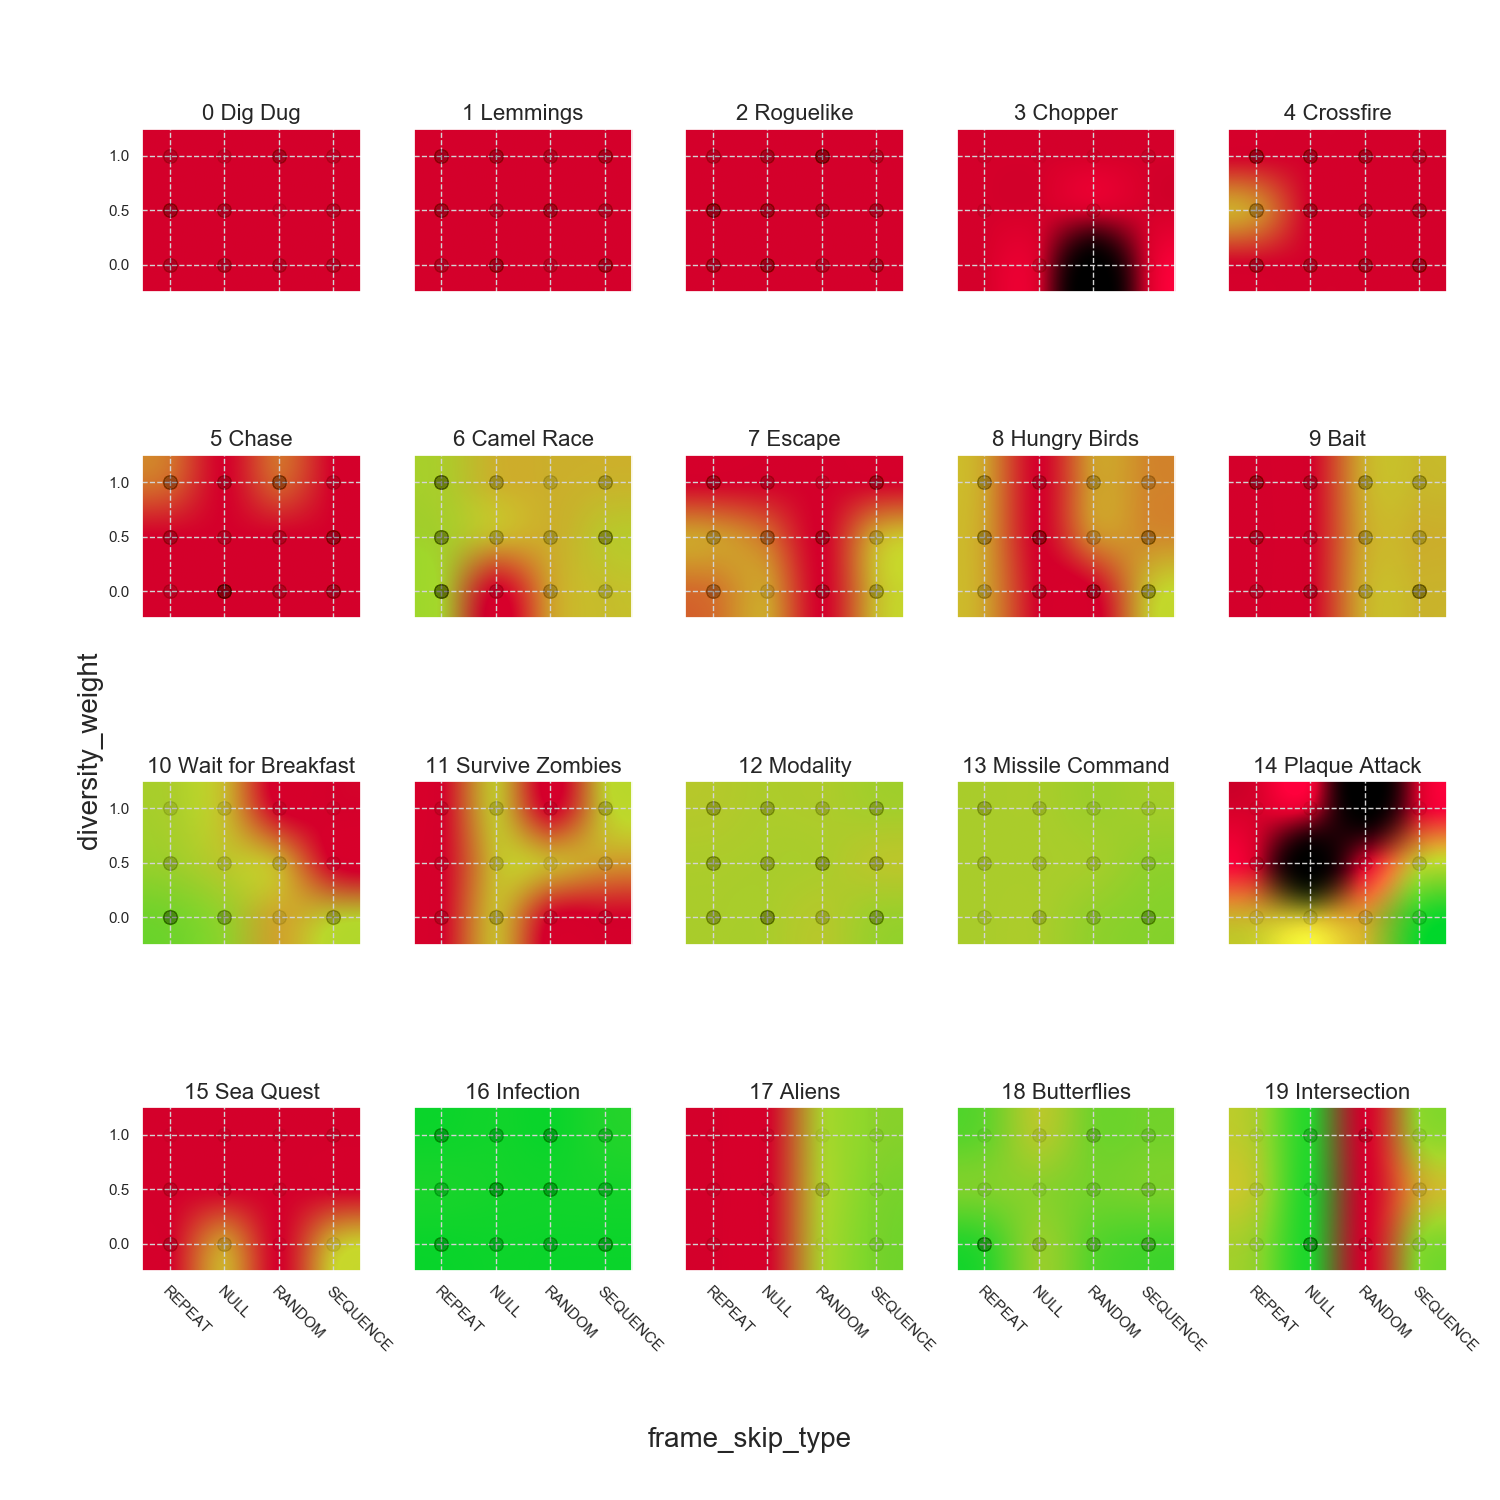 0 Dig Dug
1 Lemmings
2 Roguelike
3 Chopper
4 Crossfire
1.0
0.5
0.0
5 Chase
6 Camel Race
7 Escape
8 Hungry Birds
9 Bait
1.0
0.5
0.0
diversity_weight
10 Wait for Breakfast
11 Survive Zombies
12 Modality
13 Missile Command
14 Plaque Attack
1.0
0.5
0.0
15 Sea Quest
16 Infection
17 Aliens
18 Butterflies
19 Intersection
1.0
0.5
0.0
REPEAT NULL RANDOM SEQUENCE
REPEAT NULL RANDOM SEQUENCE
REPEAT NULL RANDOM SEQUENCE
REPEAT NULL RANDOM SEQUENCE
REPEAT NULL RANDOM SEQUENCE
frame_skip_type